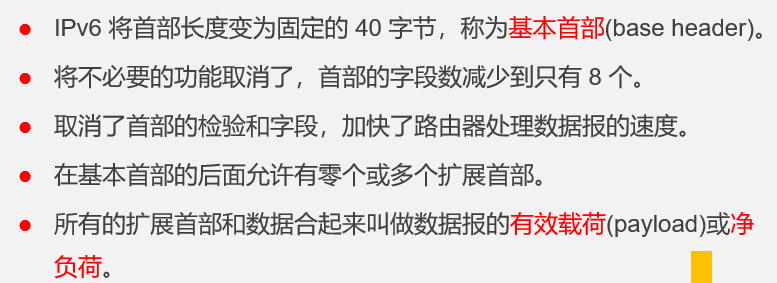 ● IPv6 将首部长度变为固定的 40 字节，称为基本首部(base header)。
● 将不必要的功能取消了，首部的字段数减少到只有 8 个。
● 取消了首部的检验和字段，加快了路由器处理数据报的速度。
● 在基本首部的后面允许有零个或多个扩展首部。
● 所有的扩展首部和数据合起来叫做数据报的有效载荷(payload)或净
负荷。